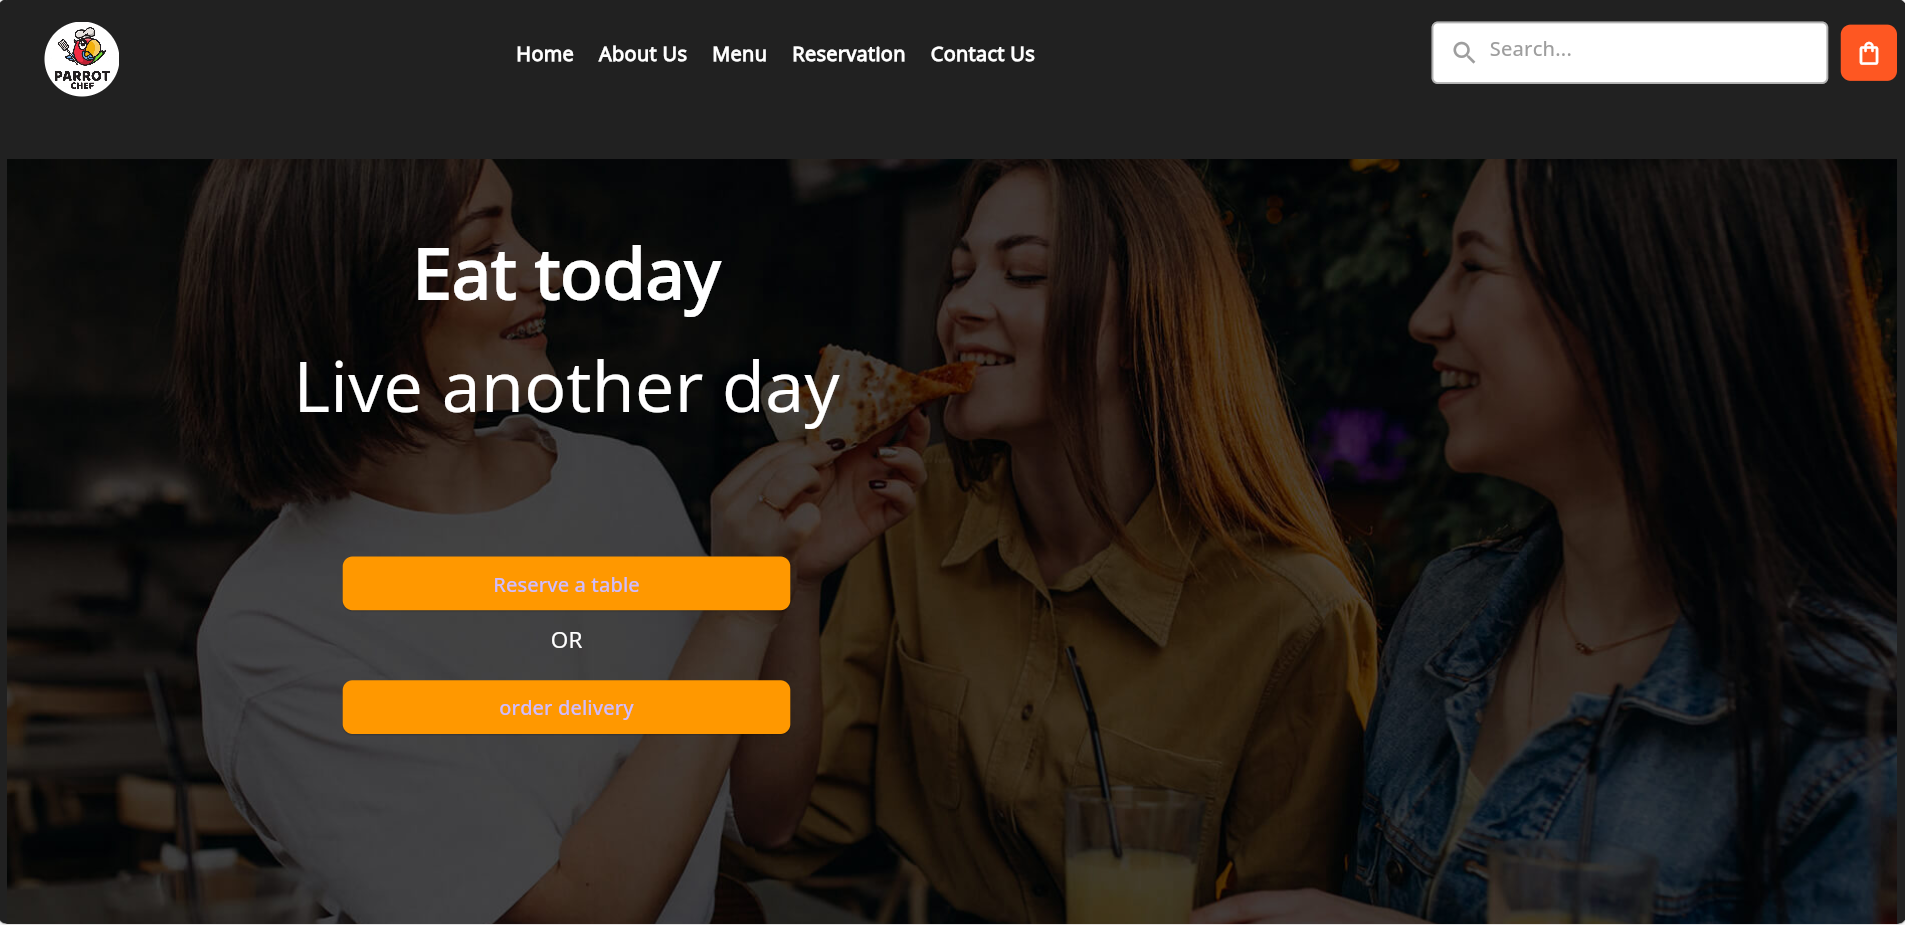 PARROT
CHEF
Home About Us Menu Reservation Contact Us
Search...
Eat today
Live another day
Reserve a table
OR
order delivery